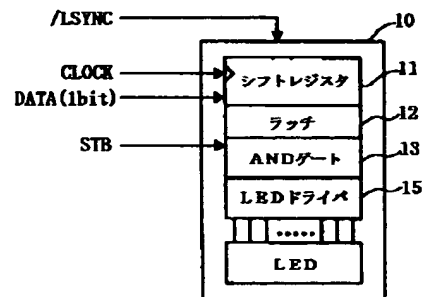 /LSYNC
10
CLOCK
シフトレジスタ
11
DATA(1bit)
ラッチ
12
STB
ANDゲート
13
LEDドライバ
15
LED